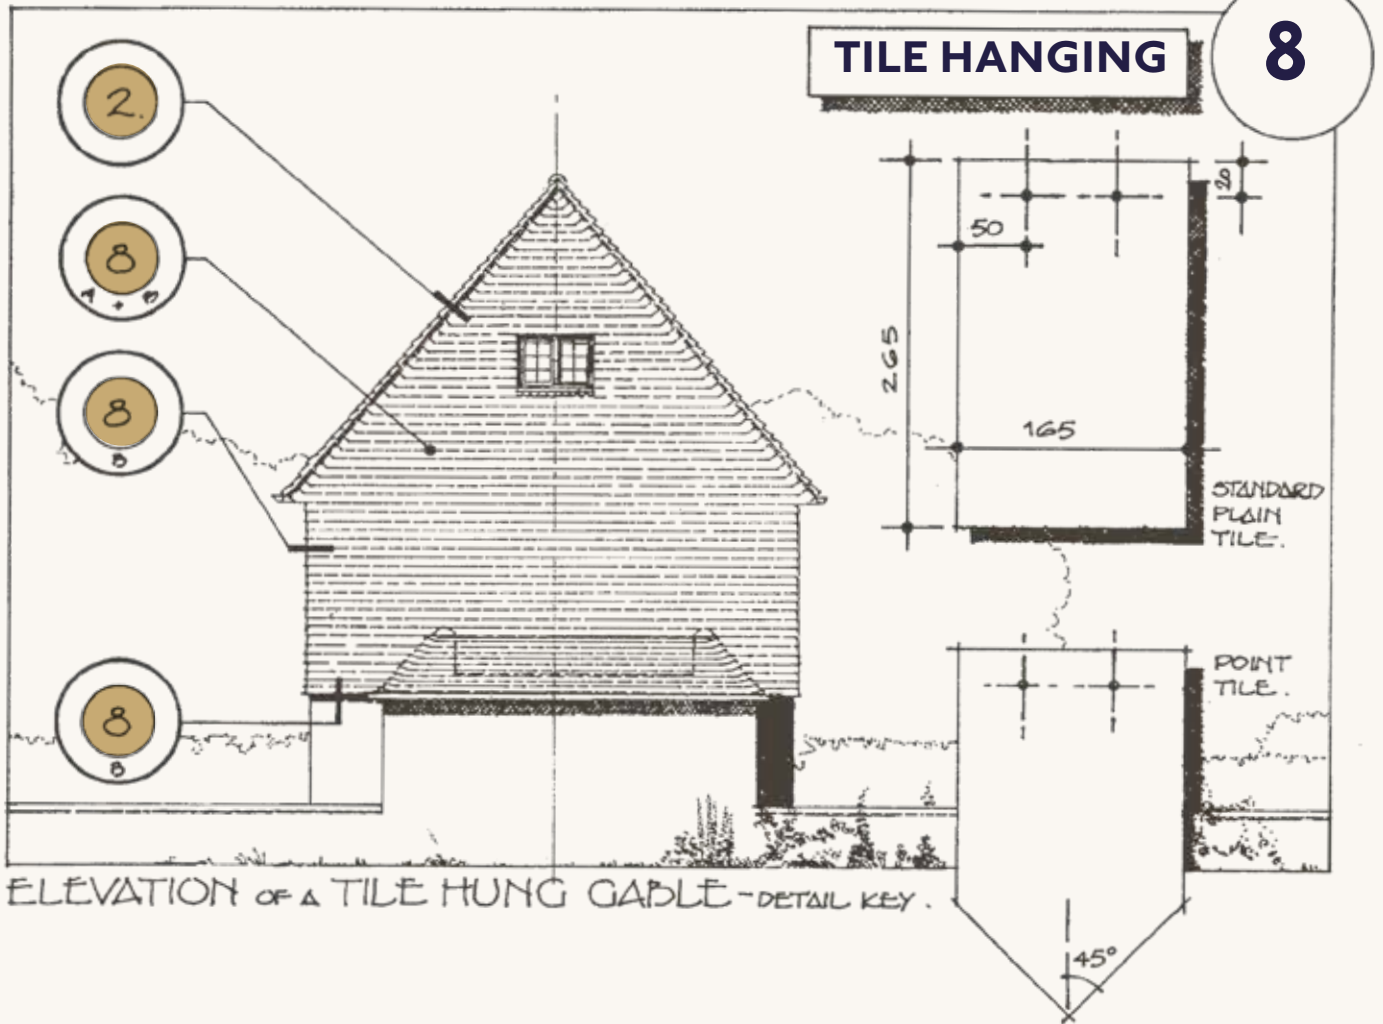 TILE HANGING
8
2.
8
A + B
8
B
8
B
20
50
265
165
STANDARD
PLAIN
TILE.
POINT
TILE.
45°
ELEVATION OF A TILE HUNG GABLE - DETAIL KEY.